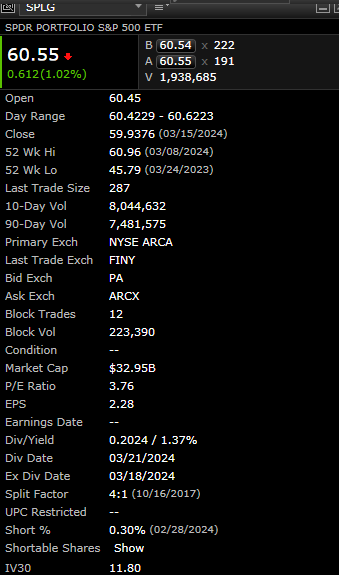 SPLG
SPDR PORTFOLIO S&P 500 ETF
60.55
0.612(1.02%)
B 60.54 x 222
A 60.55 x 191
V 1,938,685
Open 60.45
Day Range 60.4229 - 60.6223
Close 59.9376 (03/15/2024)
52 Wk Hi 60.96 (03/08/2024)
52 Wk Lo 45.79 (03/24/2023)
Last Trade Size 287
10-Day Vol 8,044,632
90-Day Vol 7,481,575
Primary Exch NYSE ARCA
Last Trade Exch FINY
Bid Exch PA
Ask Exch ARCX
Block Trades 12
Block Vol 223,390
Condition --
Market Cap $32.95B
P/E Ratio 3.76
EPS 2.28
Earnings Date --
Div/Yield 0.2024 / 1.37%
Div Date 03/21/2024
Ex Div Date 03/18/2024
Split Factor 4:1 (10/16/2017)
UPC Restricted --
Short % 0.30% (02/28/2024)
Shortable Shares Show
IV30 11.80